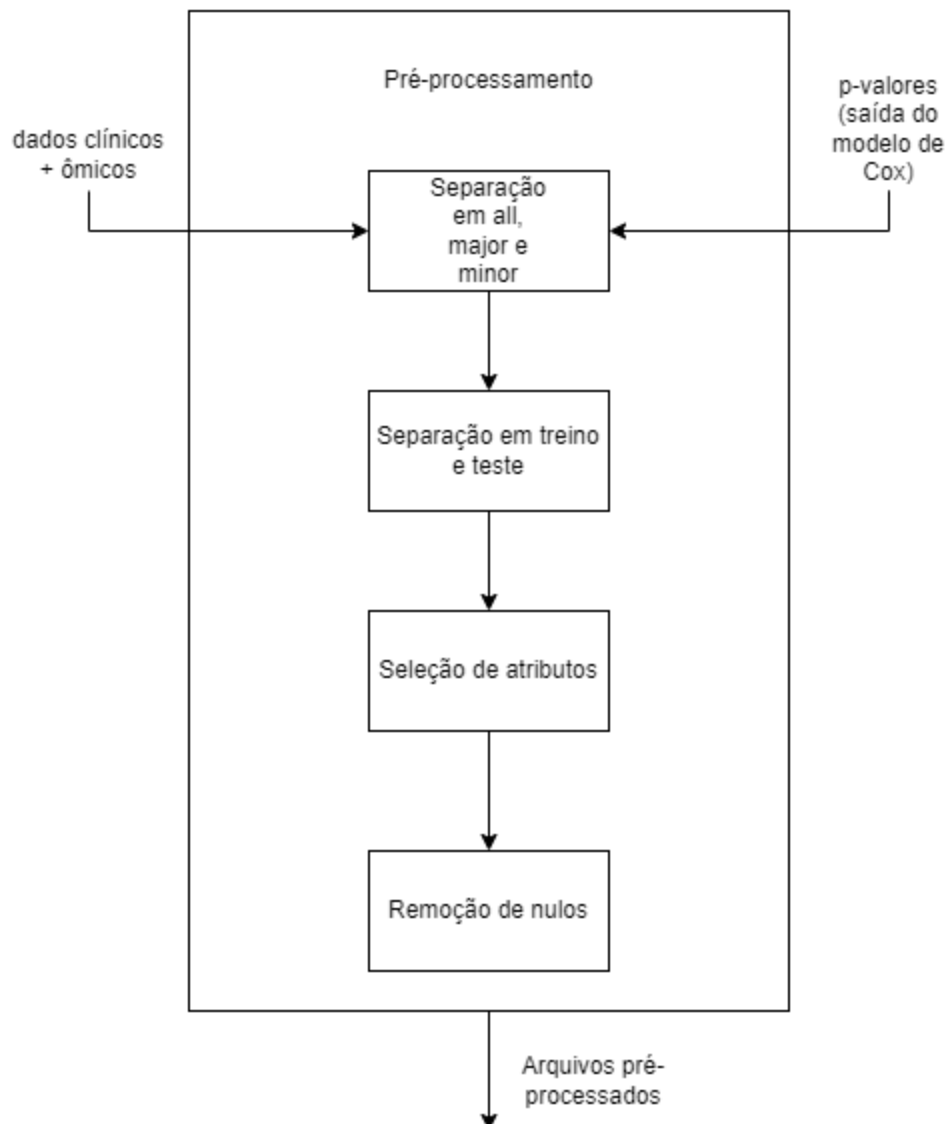 Pré-processamento
dados clínicos
+ ômicos
p-valores
(saída do
modelo de
Cox)
Separação
em all,
major e
minor
Separação em treino
e teste
Seleção de atributos
Remoção de nulos
Arquivos pré-
processados